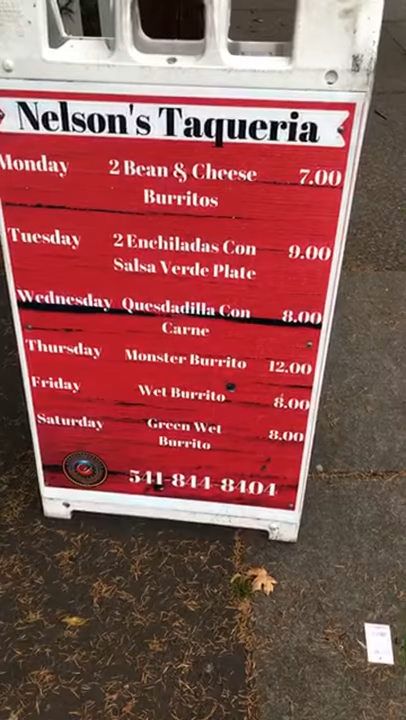 Nelson's Taqueria
Monday 2 Bean & Cheese 7.00
Burritos
Tuesday 2 Enchiladas Con 9.00
Salsa Verde Plate
Wednesday Quesdadilla Con 8.00
Carne
Thursday Monster Burrito 12.00
Friday Wet Burrito 8.00
Saturday Green Wet 8.00
Burrito
541-844-8404